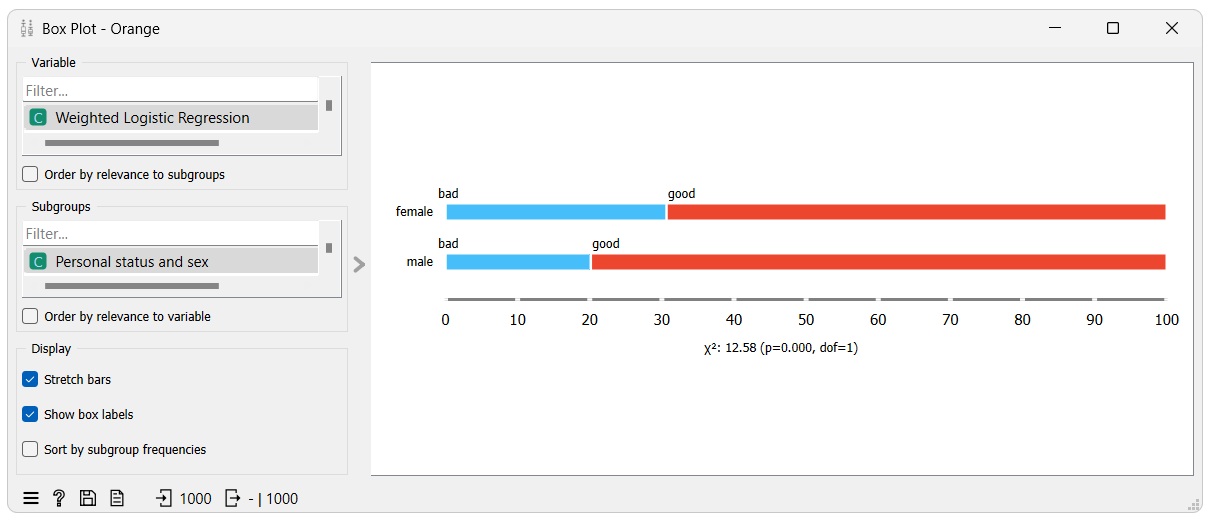 Box Plot - Orange
Variable
Filter...
C Weighted Logistic Regression
Order by relevance to subgroups
Subgroups
Filter...
C Personal status and sex
Order by relevance to variable
Display
Stretch bars
Show box labels
Sort by subgroup frequencies
bad good
female
bad good
male
0 10 20 30 40 50 60 70 80 90 100
χ²: 12.58 (p=0.000, dof=1)
? 1000 - | 1000